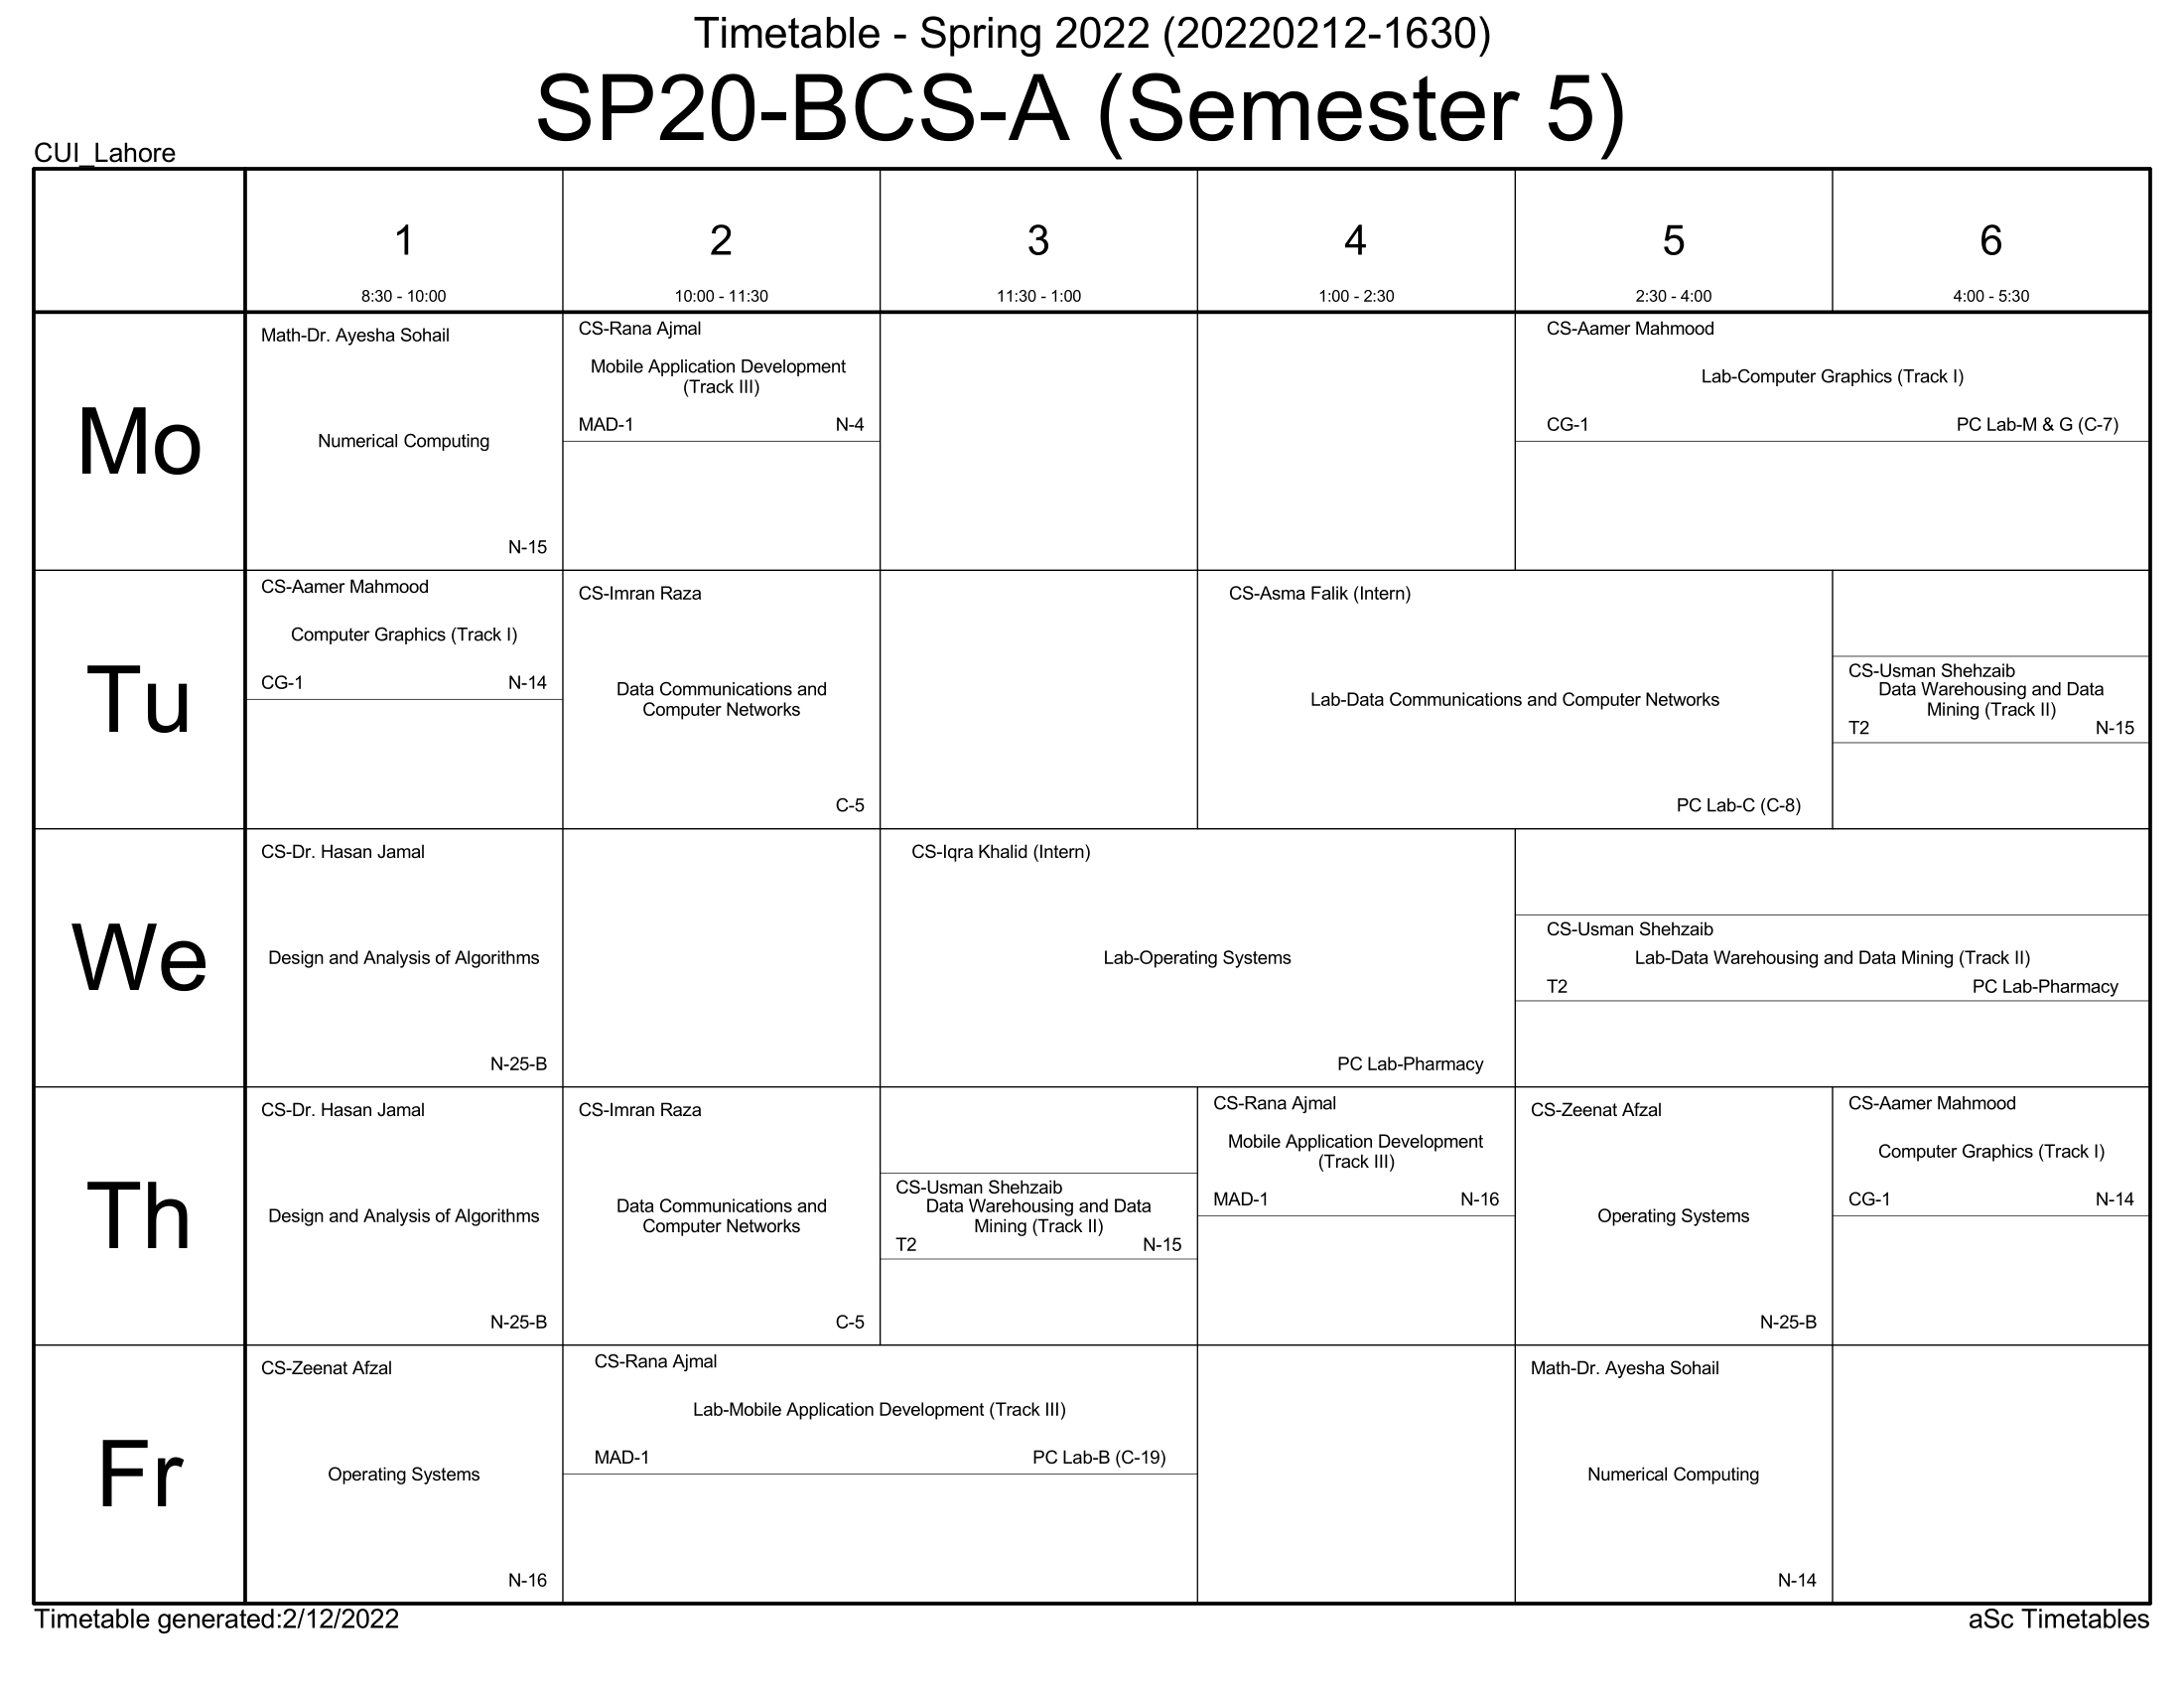 Timetable - Spring 2022 (20220212-1630)
SP20-BCS-A (Semester 5)
CUI_Lahore
1
2
3
4
5
6
8:30 - 10:00
10:00 - 11:30
11:30 - 1:00
1:00 - 2:30
2:30 - 4:00
4:00 - 5:30
Mo
Math-Dr. Ayesha Sohail
Numerical Computing
N-15
CS-Rana Ajmal
Mobile Application Development
(Track III)
MAD-1 N-4
CS-Aamer Mahmood
Lab-Computer Graphics (Track I)
CG-1 PC Lab-M & G (C-7)
Tu
CS-Aamer Mahmood
Computer Graphics (Track I)
CG-1 N-14
CS-Imran Raza
Data Communications and
Computer Networks
C-5
CS-Asma Falik (Intern)
Lab-Data Communications and Computer Networks
PC Lab-C (C-8)
CS-Usman Shehzaib
Data Warehousing and Data
Mining (Track II)
T2 N-15
We
CS-Dr. Hasan Jamal
Design and Analysis of Algorithms
N-25-B
CS-Iqra Khalid (Intern)
Lab-Operating Systems
PC Lab-Pharmacy
CS-Usman Shehzaib
Lab-Data Warehousing and Data Mining (Track II)
T2 PC Lab-Pharmacy
Th
CS-Dr. Hasan Jamal
Design and Analysis of Algorithms
N-25-B
CS-Imran Raza
Data Communications and
Computer Networks
C-5
CS-Usman Shehzaib
Data Warehousing and Data
Mining (Track II)
T2 N-15
CS-Rana Ajmal
Mobile Application Development
(Track III)
MAD-1 N-16
CS-Zeenat Afzal
Operating Systems
N-25-B
CS-Aamer Mahmood
Computer Graphics (Track I)
CG-1 N-14
Fr
CS-Zeenat Afzal
Operating Systems
N-16
CS-Rana Ajmal
Lab-Mobile Application Development (Track III)
MAD-1 PC Lab-B (C-19)
Math-Dr. Ayesha Sohail
Numerical Computing
N-14
Timetable generated:2/12/2022
aSc Timetables